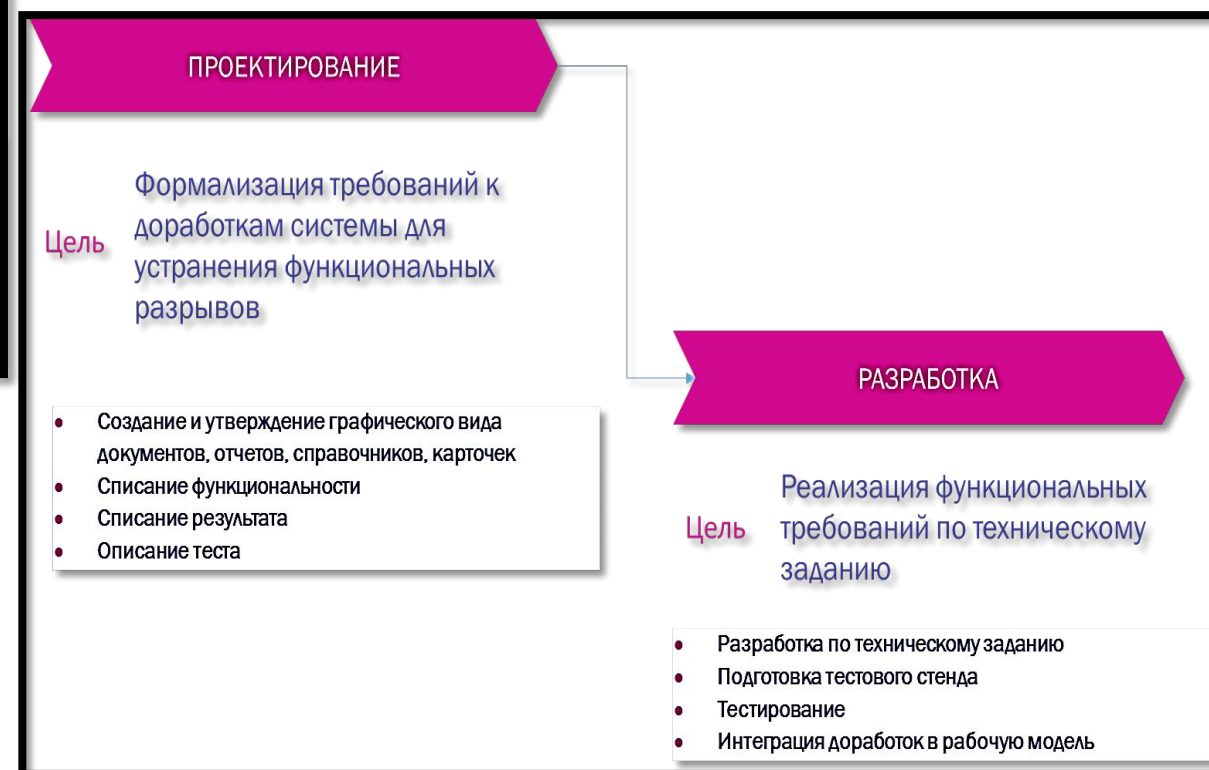 ПРОЕКТИРОВАНИЕ
Цель
Формализация требований к
доработкам системы для
устранения функциональных
разрывов
• Создание и утверждение графического вида
документов, отчетов, справочников, карточек
• Списание функциональности
• Списание результата
• Описание теста
РАЗРАБОТКА
Цель
Реализация функциональных
требований по техническому
заданию
• Разработка по техническому заданию
• Подготовка тестового стенда
• Тестирование
• Интеграция доработок в рабочую модель